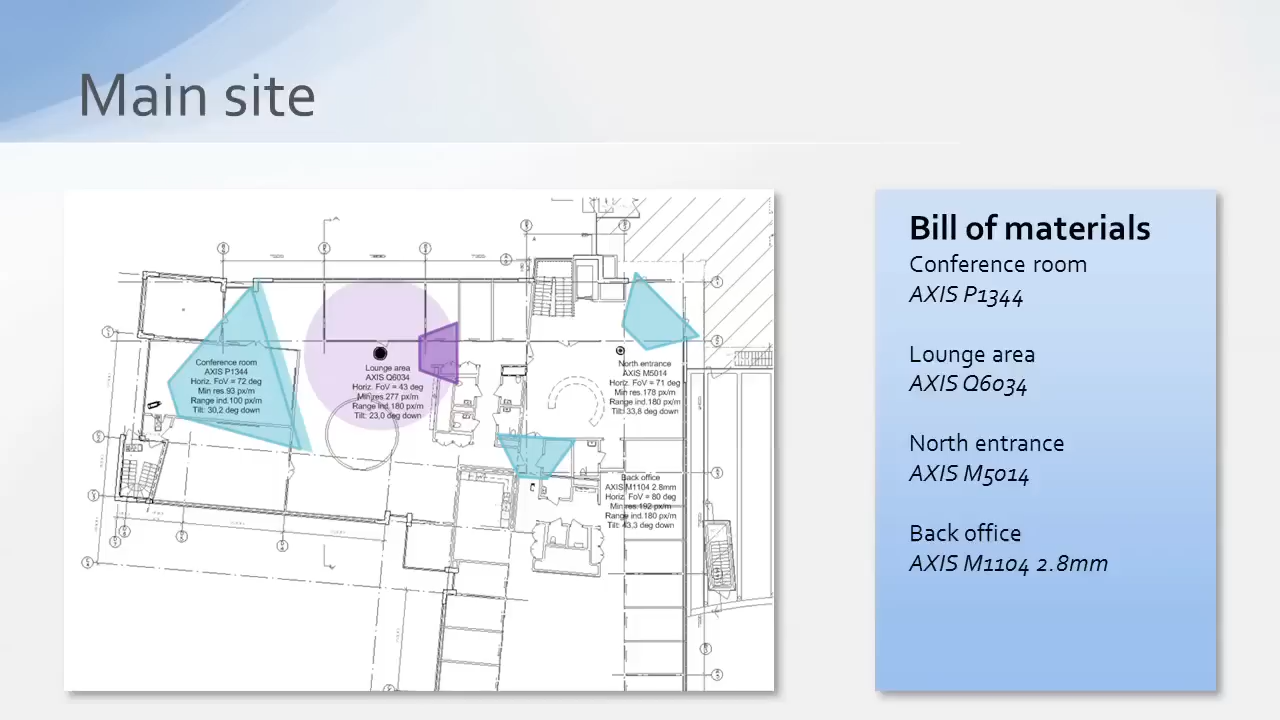 Main site
Conference room
AXIS P1344
Horiz. FoV = 72 deg
Min res.93 px/m
Range ind.100 px/m
Tilt: 30,2 deg down
Lounge area
AXIS Q6034
Horiz. FoV = 43 deg
Min res.277 px/m
Range ind.180 px/m
Tilt: 23,0 deg down
North entrance
AXIS M5014
Horiz. FoV = 71 deg
Min res.178 px/m
Range ind.180 px/m
Tilt: 33,8 deg down
Back office
AXIS M1104 2.8mm
Horiz. FoV = 80 deg
Min res.192 px/m
Range ind.180 px/m
Tilt: 43,3 deg down
Bill of materials
Conference room
AXIS P1344
Lounge area
AXIS Q6034
North entrance
AXIS M5014
Back office
AXIS M1104 2.8mm